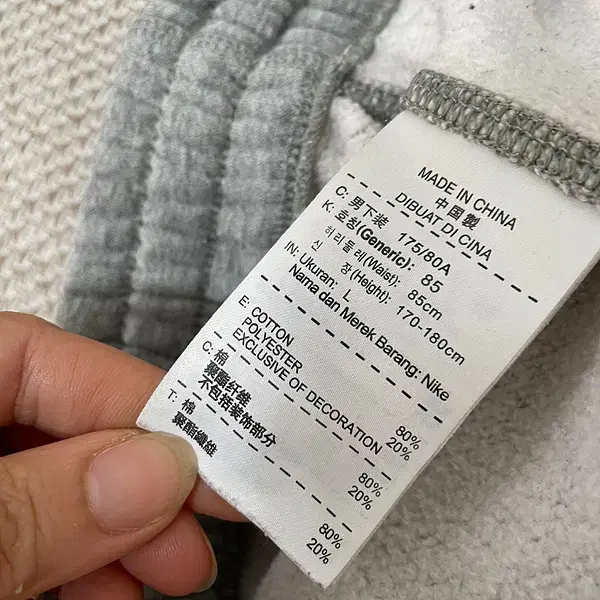 MADE IN CHINA
中国製
DIBUAT DI CINA
C: 男下装 175/80A
K: 호칭(Generic): 85
허리둘레(Waist): 85cm
신 장(Height): 170-180cm
IN: Ukuran: L
Nama dan Merek Barang: Nike
E: COTTON 80%
POLYESTER 20%
EXCLUSIVE OF DECORATION
C: 棉 80%
聚酯纤维 20%
不包括装饰部分
T: 棉 80%
聚酯纖維 20%